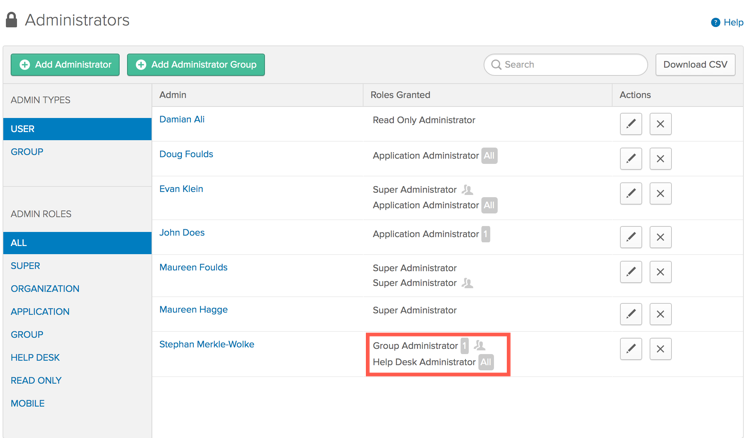 Administrators
? Help
Add Administrator
Add Administrator Group
Search
Download CSV
ADMIN TYPES
USER
GROUP
ADMIN ROLES
ALL
SUPER
ORGANIZATION
APPLICATION
GROUP
HELP DESK
READ ONLY
MOBILE
Admin Roles Granted Actions
Damian Ali Read Only Administrator
Doug Foulds Application Administrator All
Evan Klein Super Administrator
Application Administrator All
John Does Application Administrator 1
Maureen Foulds Super Administrator
Super Administrator
Maureen Hagge Super Administrator
Stephan Merkle-Wolke Group Administrator 1
Help Desk Administrator All